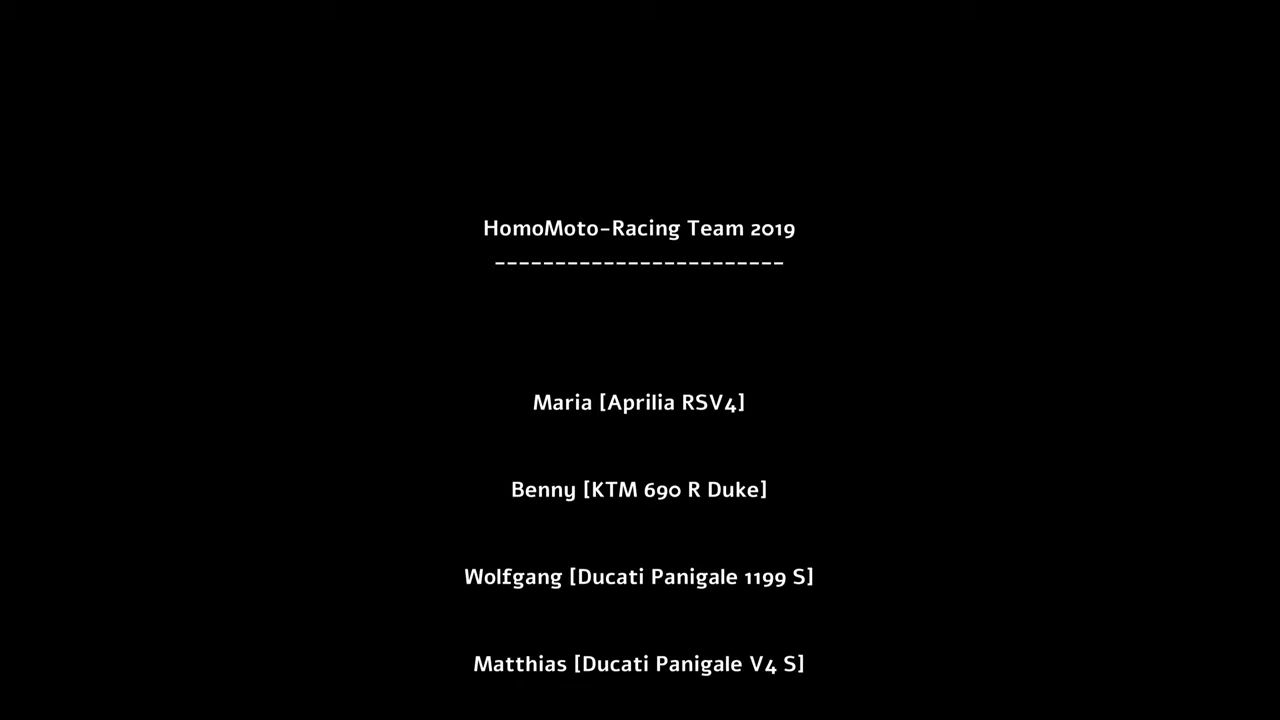 HomoMoto-Racing Team 2019
------------------------
Maria [Aprilia RSV4]
Benny [KTM 690 R Duke]
Wolfgang [Ducati Panigale 1199 S]
Matthias [Ducati Panigale V4 S]